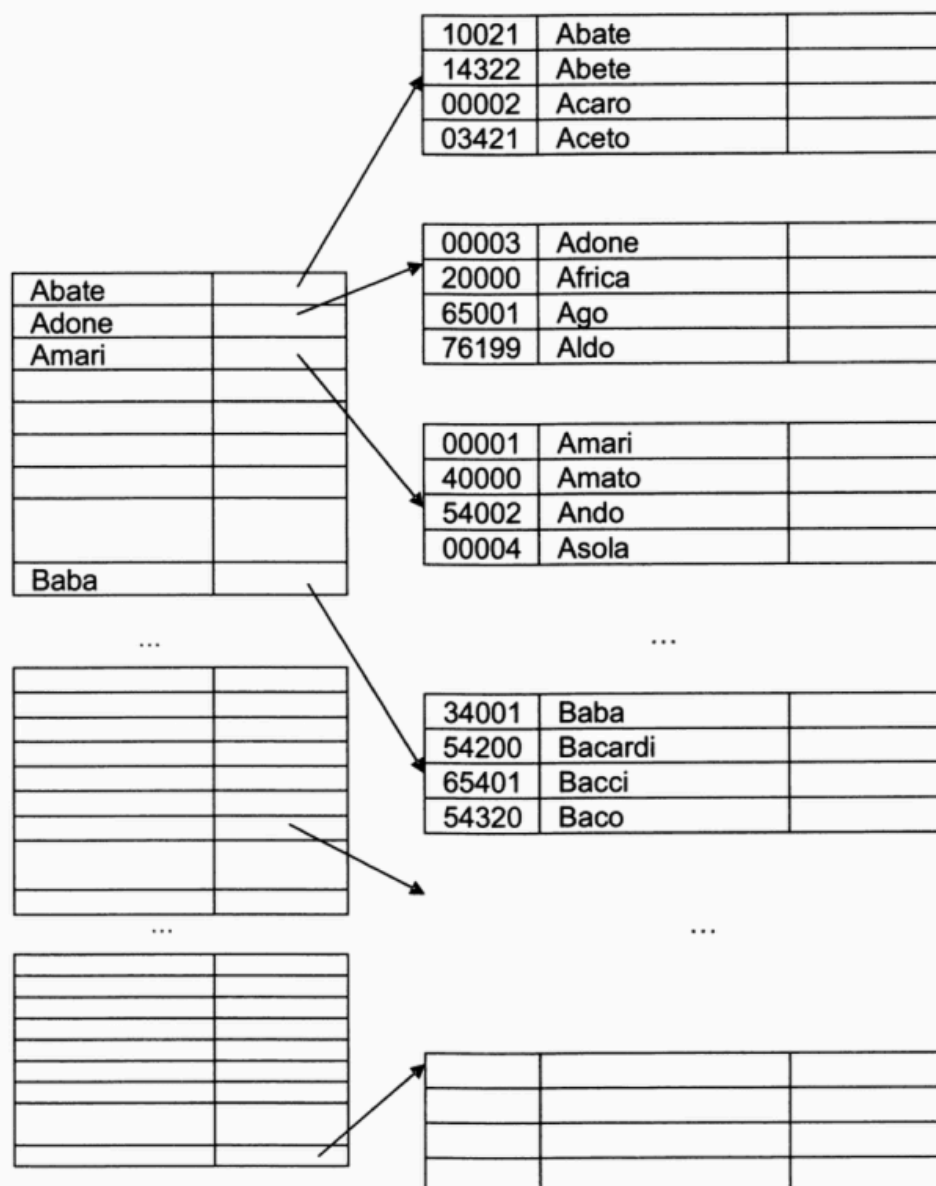 10021 Abate
14322 Abete
00002 Acaro
03421 Aceto
00003 Adone
20000 Africa
65001 Ago
76199 Aldo
Abate
Adone
Amari
Baba
...
00001 Amari
40000 Amato
54002 Ando
00004 Asola
...
34001 Baba
54200 Bacardi
65401 Bacci
54320 Baco
...
...